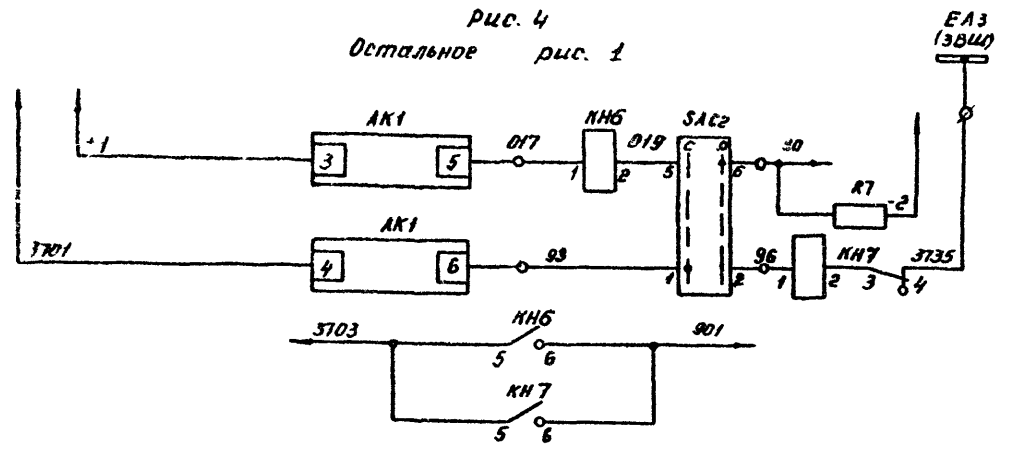 Рис. 4
Остальное рис. 1
ЕЛ3
(ЗВШ)
АК1 КН6 SAC2
+1 3 5 017 1 2 019 5 С О 6 30
R7
-2
АК1
3701 4 6 93 1 2 96 1 2 КН7 3 4 3735
3703 КН6 901
5 6
КН7
5 6